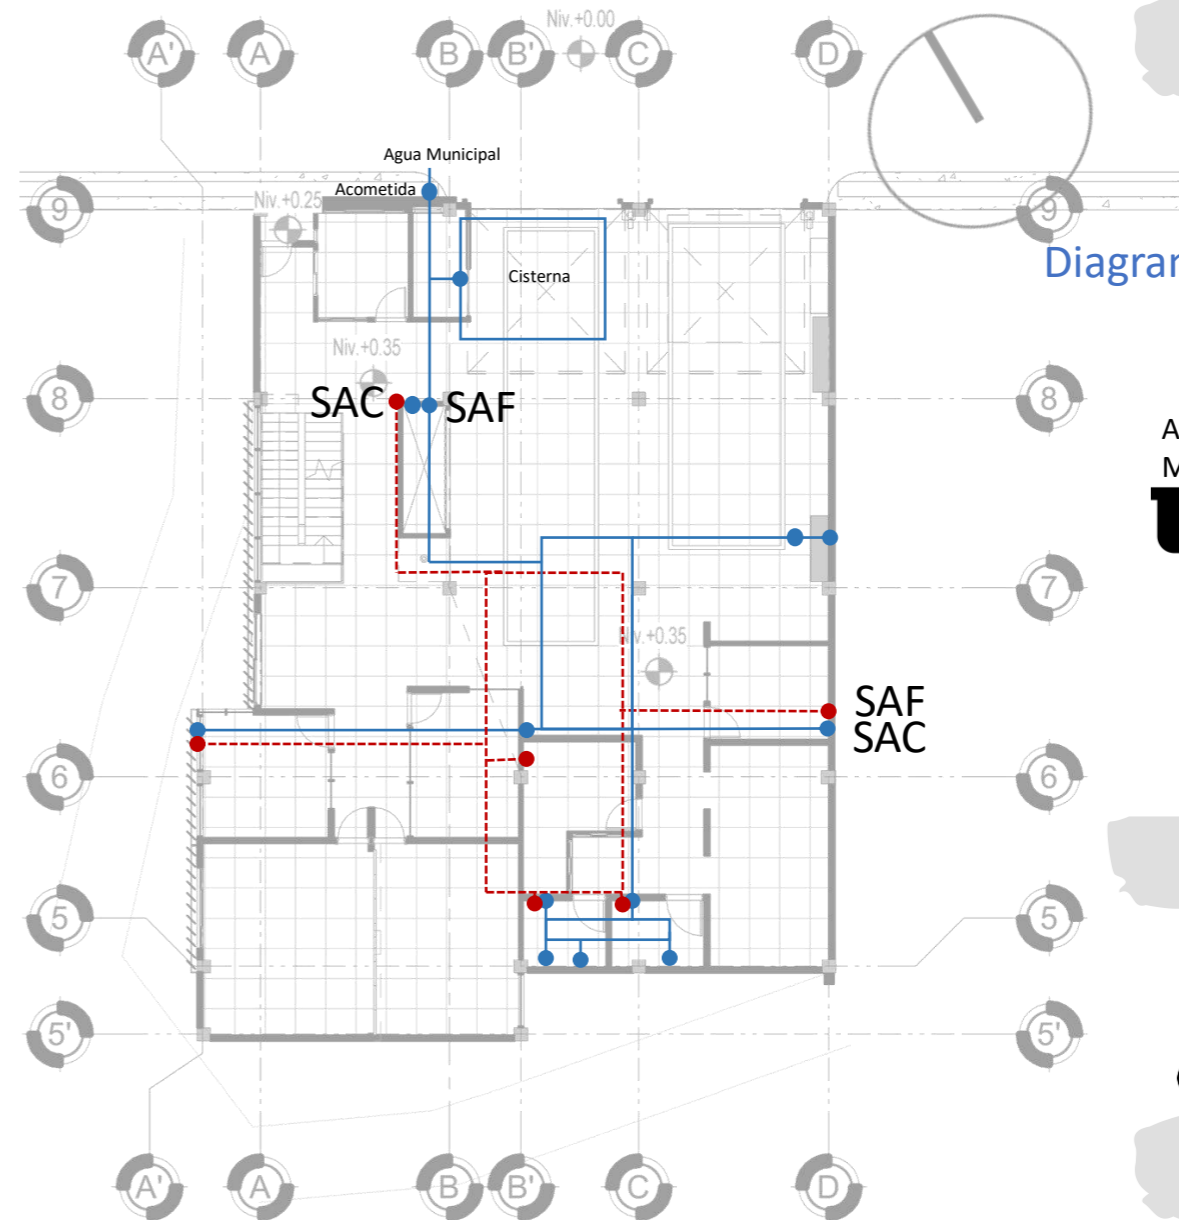 Niv.+0.00
A' A B B' C D
Agua Municipal
Acometida
Niv.+0.25
9 9
Diagra
Cisterna
Niv.+0.35
8 SAC SAF 8
A
M
7 7
Niv.+0.35
SAF
SAC
6 6
5 5
5' 5'
A' A B B' C D